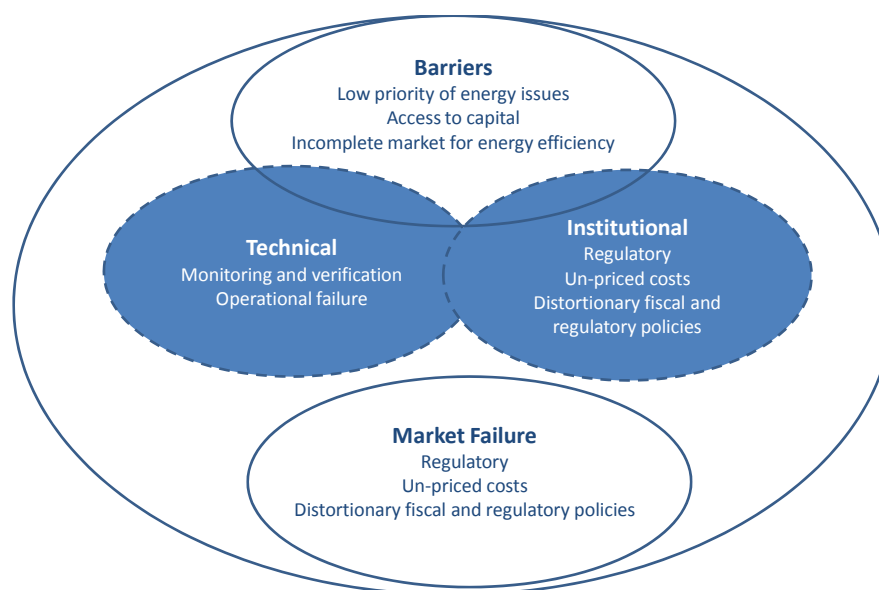 Barriers
Low priority of energy issues
Access to capital
Incomplete market for energy efficiency
Technical
Monitoring and verification
Operational failure
Institutional
Regulatory
Un-priced costs
Distortionary fiscal and
regulatory policies
Market Failure
Regulatory
Un-priced costs
Distortionary fiscal and regulatory policies